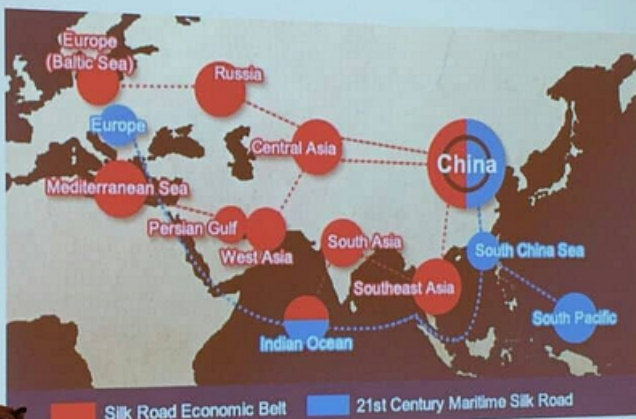 Europe
(Baltic Sea)
Russia
Europe
Central Asia
China
Mediterranean Sea
Persian Gulf
West Asia
South Asia
South China Sea
Southeast Asia
South Pacific
Indian Ocean
Silk Road Economic Belt
21st Century Maritime Silk Road